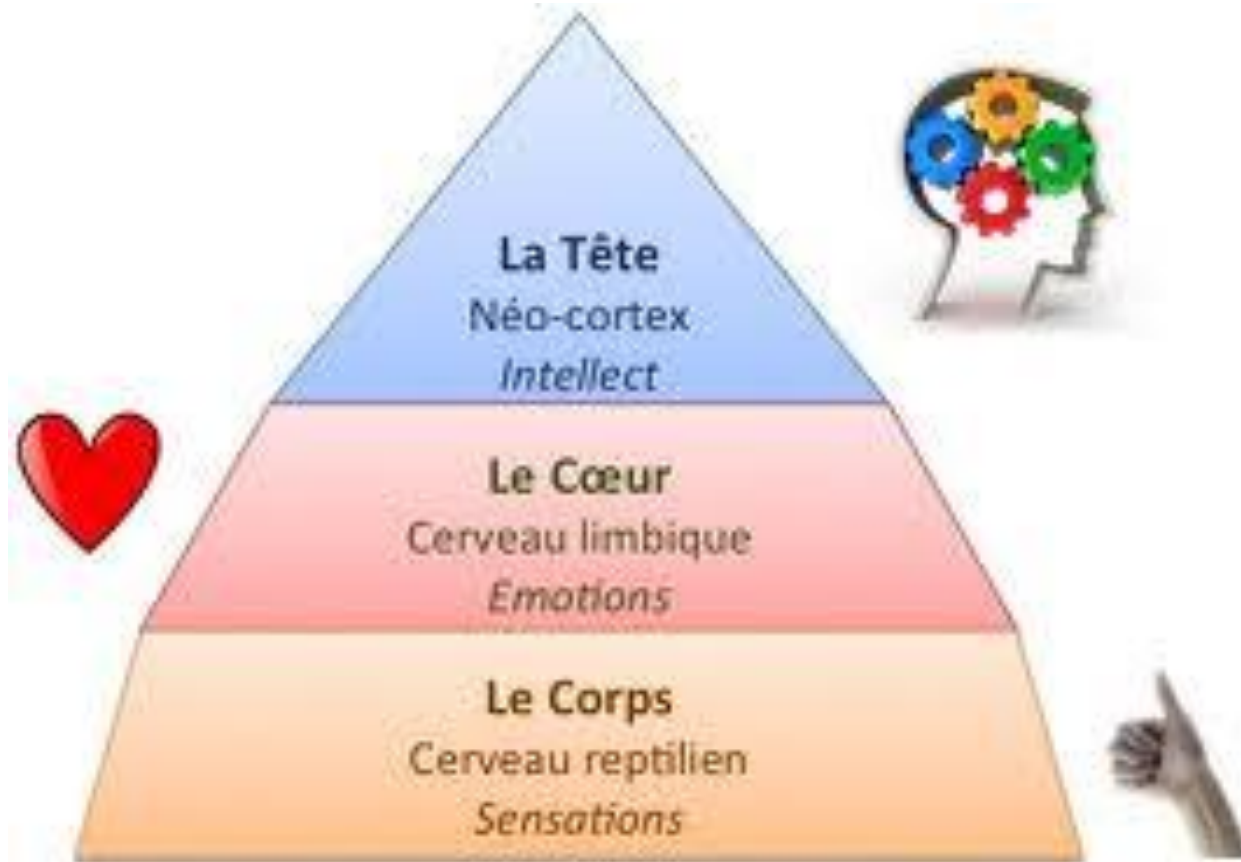 La Tête
Néo-cortex
Intellect
Le Cœur
Cerveau limbique
Emotions
Le Corps
Cerveau reptilien
Sensations